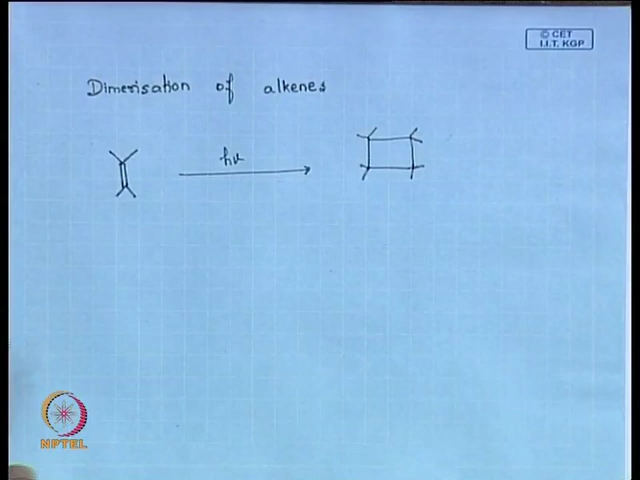 © CET
I.I.T. KGP
Dimerisation of alkenes
hν
NPTEL